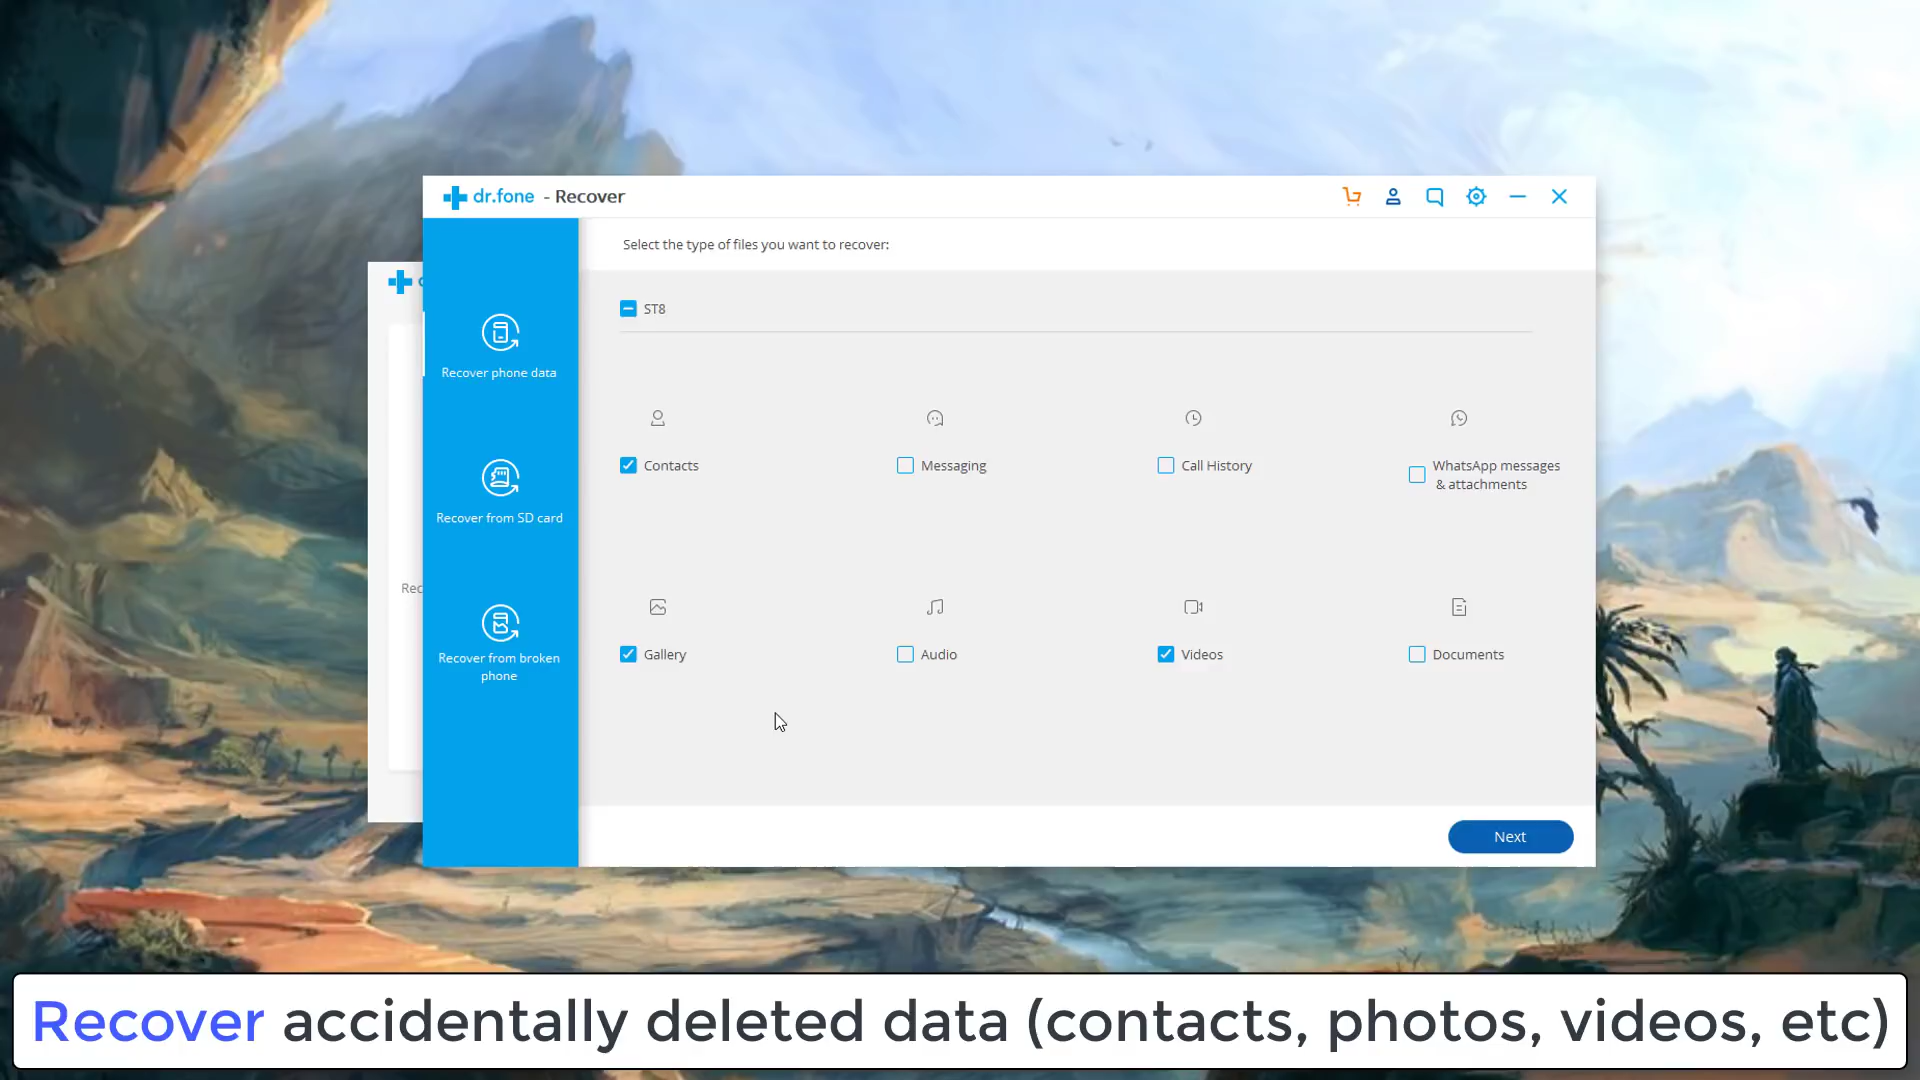 dr.fone - Recover
Select the type of files you want to recover:
ST8
Recover phone data
Contacts
Messaging
Call History
WhatsApp messages
& attachments
Recover from SD card
Rec
Recover from broken
phone
Gallery
Audio
Videos
Documents
Next
Recover accidentally deleted data (contacts, photos, videos, etc)